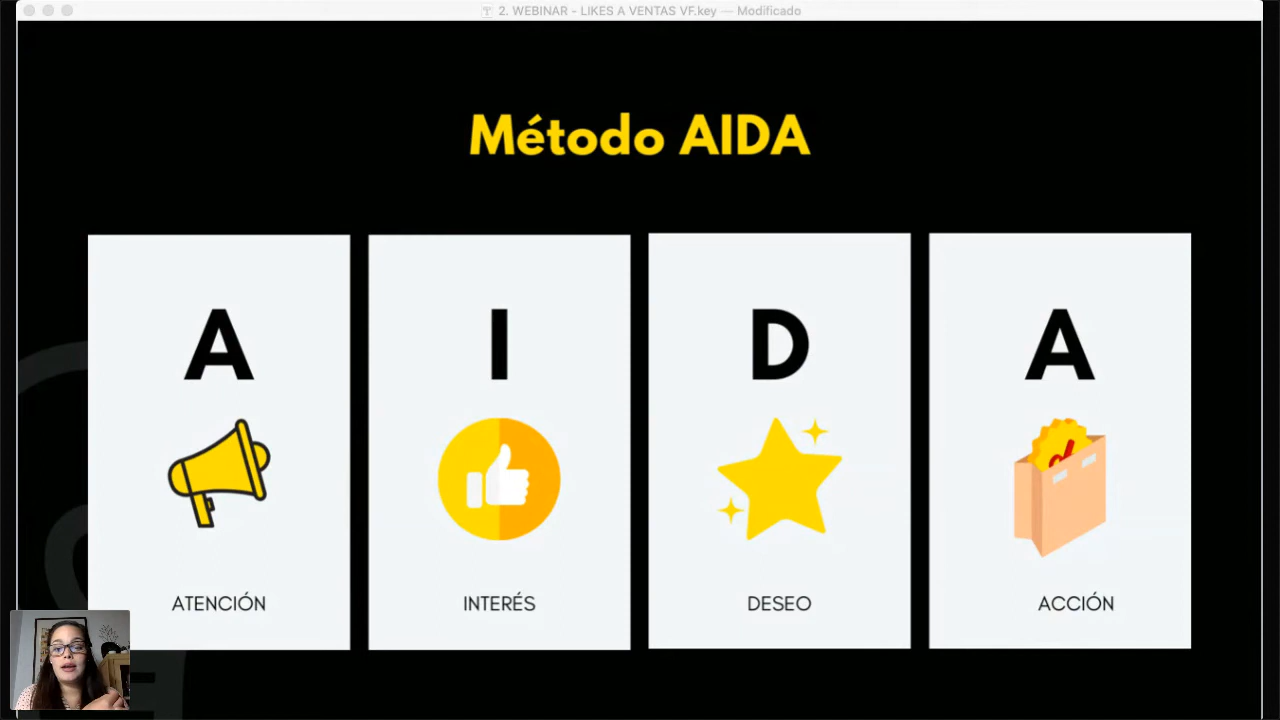 2. WEBINAR - LIKES A VENTAS VF.key — Modificado
Método AIDA
A
I
D
A
ATENCIÓN
INTERÉS
DESEO
ACCIÓN